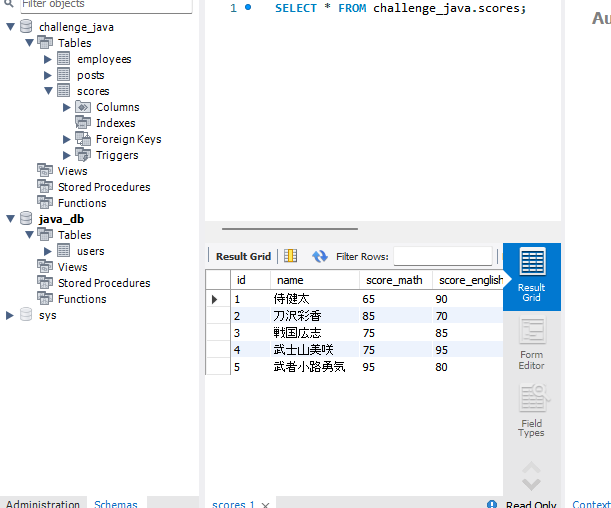 Filter objects
challenge_java
Tables
employees
posts
scores
Columns
Indexes
Foreign Keys
Triggers
Views
Stored Procedures
Functions
java_db
Tables
users
Views
Stored Procedures
Functions
sys
Administration Schemas
1 SELECT * FROM challenge_java.scores;
Result Grid Filter Rows:
id name score_math score_english
1 侍健太 65 90
2 刀沢彩香 85 70
3 戦国広志 75 85
4 武士山美咲 75 95
5 武者小路勇気 95 80
Result
Grid
Form
Editor
Field
Types
scores 1
Read Only
Au
Context